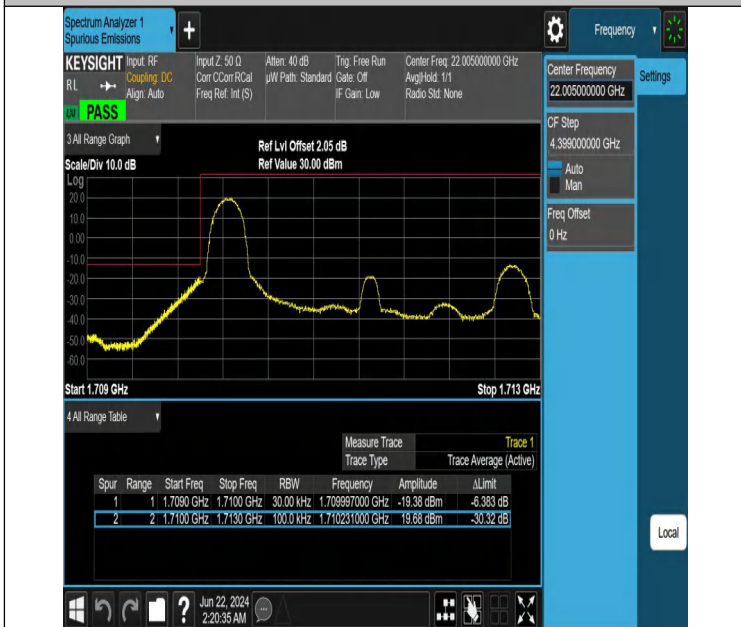 Spectrum Analyzer 1
Spurious Emissions
+
Frequency
KEYSIGHT Input: RF Input Z: 50 Ω Atten: 40 dB Trig: Free Run Center Freq: 22.005000000 GHz
RL Coupling: DC Corr CCorr RCal µW Path: Standard Gate: Off Avg|Hold: 1/1
Align: Auto Freq Ref: Int (S) IF Gain: Low Radio Std: None
PASS
3 All Range Graph
Ref Lvl Offset 2.05 dB
Scale/Div 10.0 dB Ref Value 30.00 dBm
Log
20.0
10.0
0.00
-10.0
-20.0
-30.0
-40.0
-50.0
-60.0
Start 1.709 GHz Stop 1.713 GHz
4 All Range Table
Measure Trace Trace 1
Trace Type Trace Average (Active)
Spur Range Start Freq Stop Freq RBW Frequency Amplitude ΔLimit
1 1 1.7090 GHz 1.7100 GHz 30.00 kHz 1.709997000 GHz -19.38 dBm -6.383 dB
2 2 1.7100 GHz 1.7130 GHz 100.0 kHz 1.710231000 GHz 19.68 dBm -30.32 dB
Center Frequency
22.005000000 GHz
Settings
CF Step
4.399000000 GHz
Auto
Man
Freq Offset
0 Hz
Local
? Jun 22, 2024
2:20:35 AM